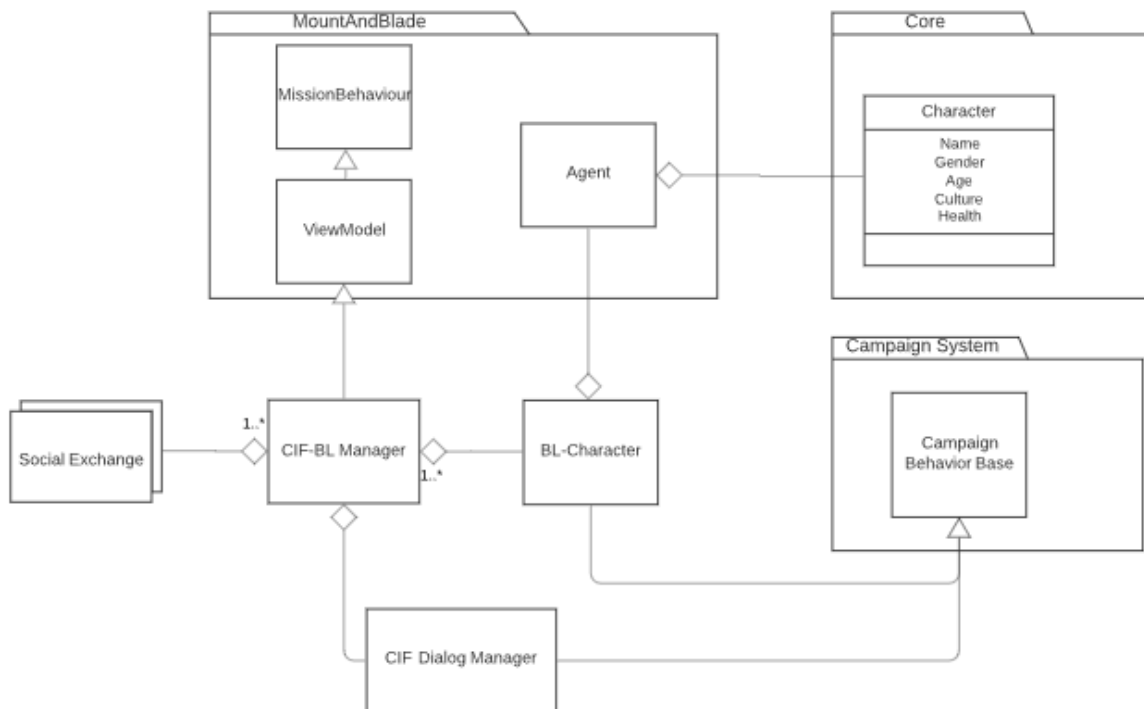 MountAndBlade
Core
MissionBehaviour
Character
Name
Gender
Age
Culture
Health
Agent
ViewModel
Campaign System
1..*
Social Exchange
CIF-BL Manager
1..*
BL-Character
Campaign
Behavior Base
CIF Dialog Manager